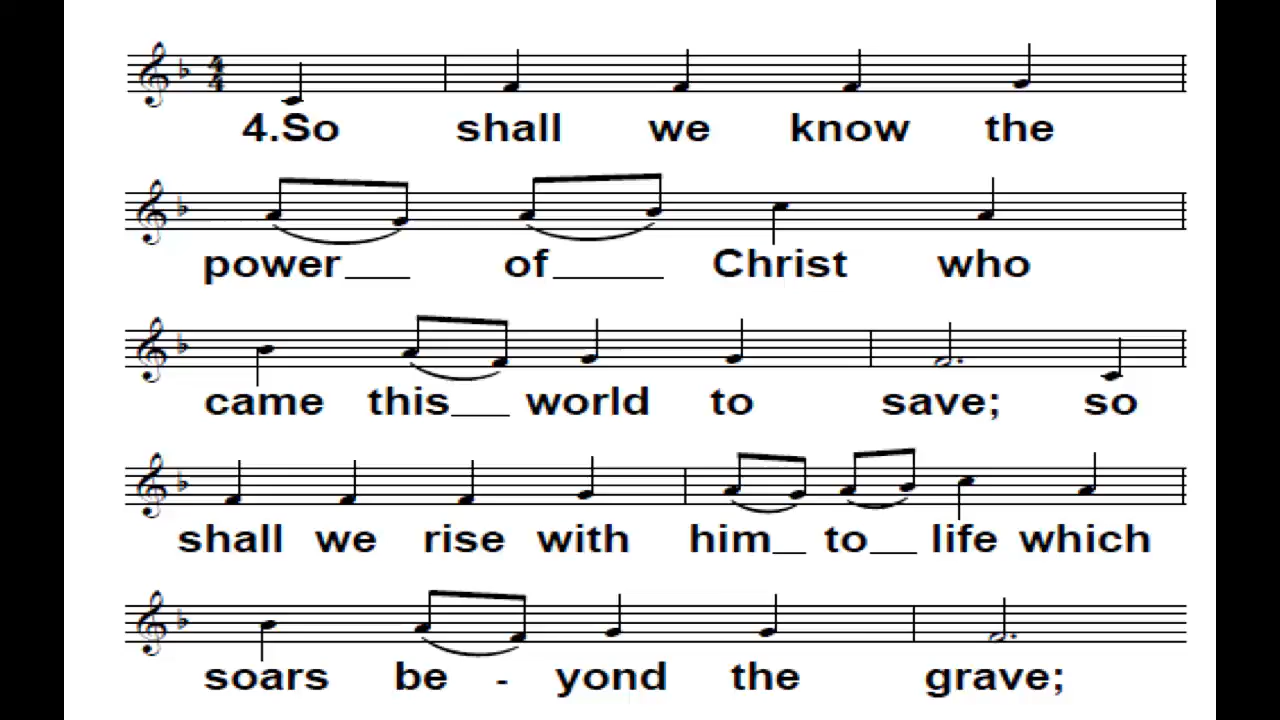 4.So shall we know the
power___ of_____ Christ who
came this___ world to save; so
shall we rise with him__ to___ life which
soars be - yond the grave;